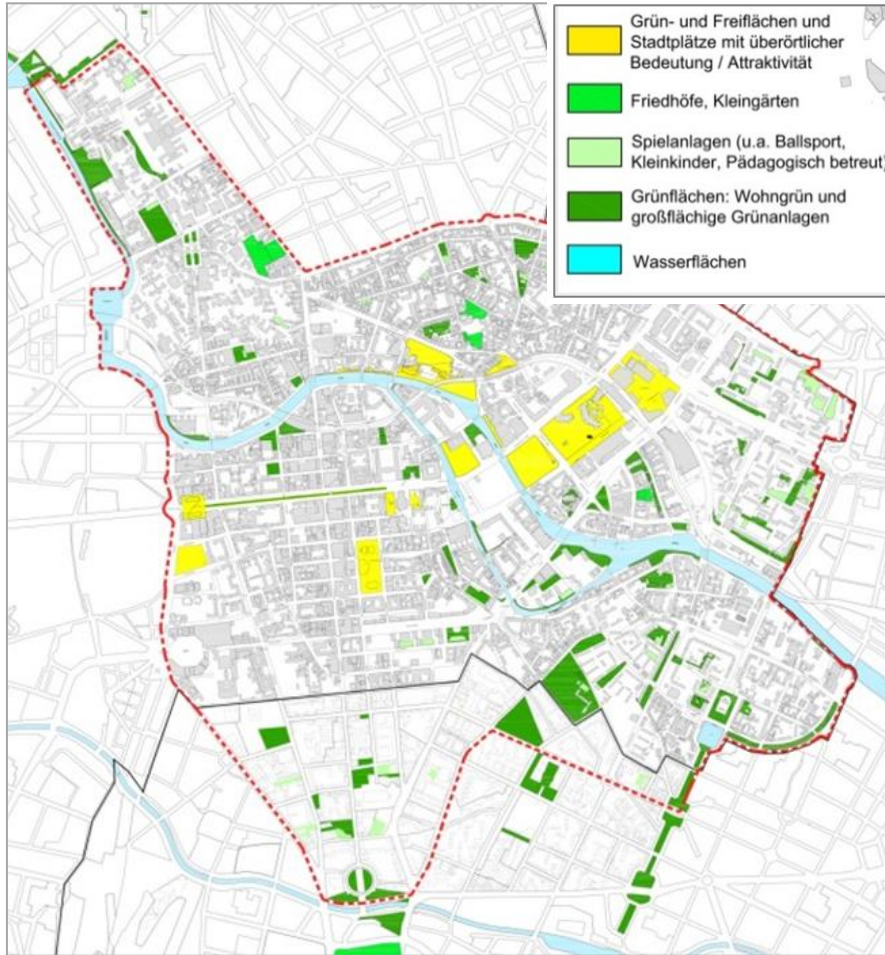 Grün- und Freiflächen und
Stadtplätze mit überörtlicher
Bedeutung / Attraktivität
Friedhöfe, Kleingärten
Spielanlagen (u.a. Ballsport,
Kleinkinder, Pädagogisch betreut)
Grünflächen: Wohngrün und
großflächige Grünanlagen
Wasserflächen